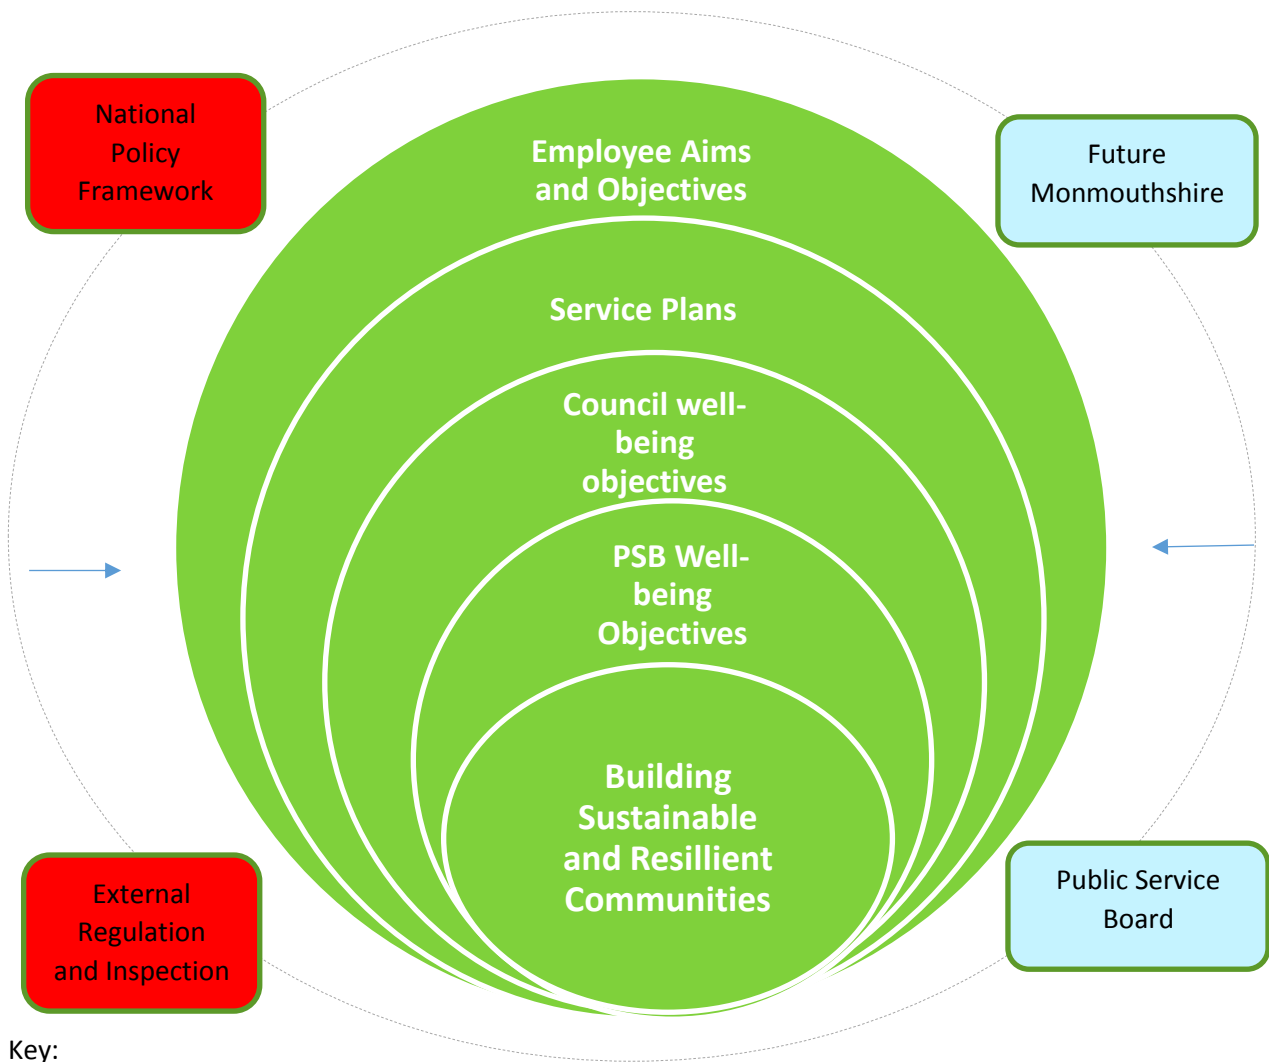 National
Policy
Framework
Future
Monmouthshire
Employee Aims
and Objectives
Service Plans
Council well-
being
objectives
PSB Well-
being
Objectives
Building
Sustainable
and Resillient
Communities
External
Regulation
and Inspection
Public Service
Board
Key: